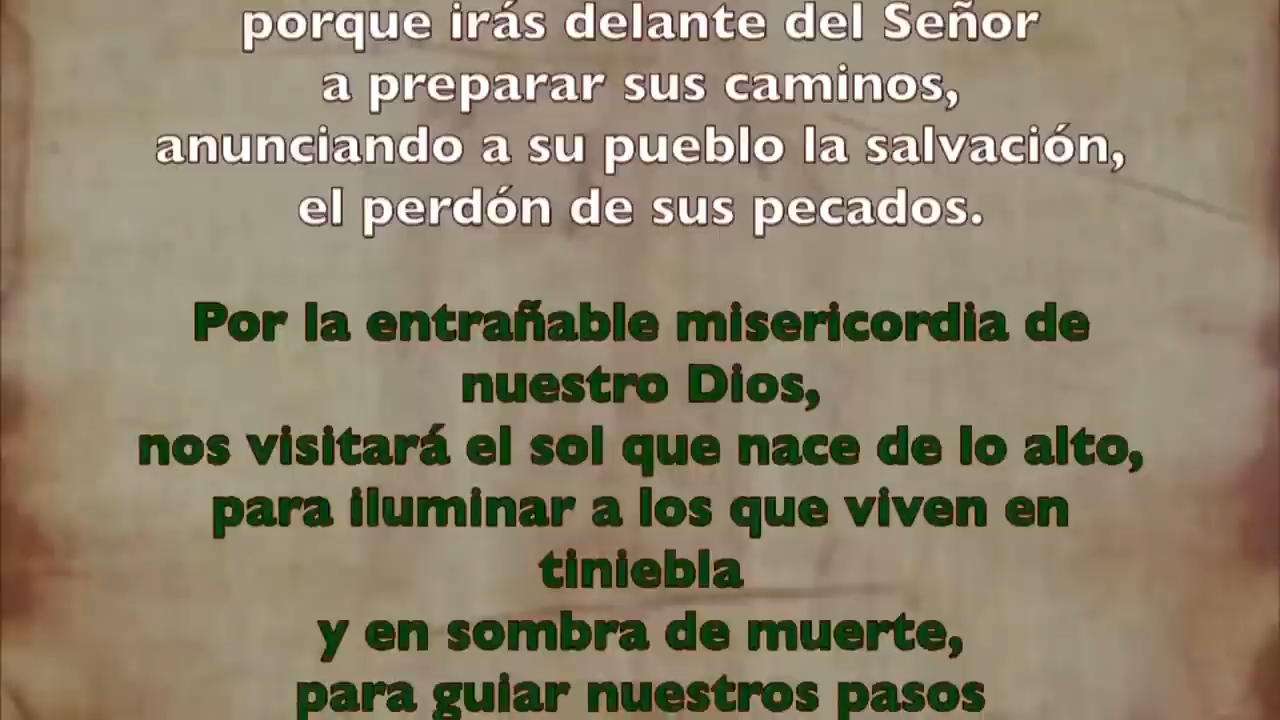 porque irás delante del Señor
a preparar sus caminos,
anunciando a su pueblo la salvación,
el perdón de sus pecados.
Por la entrañable misericordia de
nuestro Dios,
nos visitará el sol que nace de lo alto,
para iluminar a los que viven en
tiniebla
y en sombra de muerte,
para guiar nuestros pasos